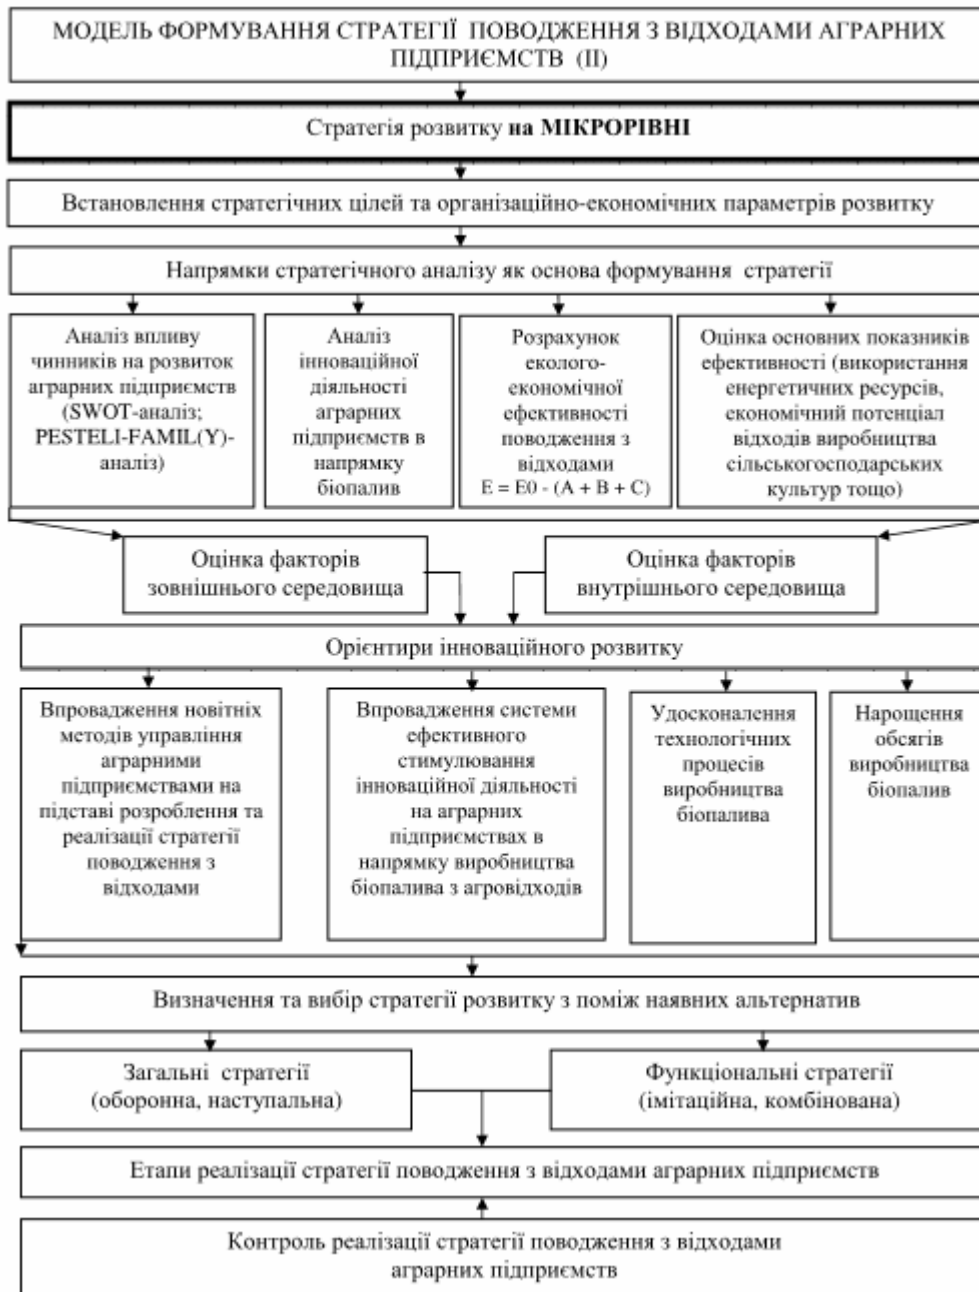 МОДЕЛЬ ФОРМУВАННЯ СТРАТЕГІЇ ПОВОДЖЕННЯ З ВІДХОДАМИ АГРАРНИХ
ПІДПРИЄМСТВ (ІІ)
Стратегія розвитку на МІКРОРІВНІ
Встановлення стратегічних цілей та організаційно-економічних параметрів розвитку
Напрямки стратегічного аналізу як основа формування стратегії
Аналіз впливу
чинників на розвиток
аграрних підприємств
(SWOT-аналіз;
PESTELI-FAMIL(Y)-
аналіз)
Аналіз
інноваційної
діяльності
аграрних
підприємств в
напрямку
біопалив
Розрахунок
еколого-
економічної
ефективності
поводження з
відходами
E = E0 - (A + B + C)
Оцінка основних показників
ефективності (використання
енергетичних ресурсів,
економічний потенціал
відходів виробництва
сільськогосподарських
культур тощо)
Оцінка факторів
зовнішнього середовища
Оцінка факторів
внутрішнього середовища
Орієнтири інноваційного розвитку
Впровадження новітніх
методів управління
аграрними
підприємствами на
підставі розроблення та
реалізації стратегії
поводження з
відходами
Впровадження системи
ефективного
стимулювання
інноваційної діяльності
на аграрних
підприємствах в
напрямку виробництва
біопалива з агровідходів
Удосконалення
технологічних
процесів
виробництва
біопалива
Нарощення
обсягів
виробництва
біопалив
Визначення та вибір стратегії розвитку з поміж наявних альтернатив
Загальні стратегії
(оборонна, наступальна)
Функціональні стратегії
(імітаційна, комбінована)
Етапи реалізації стратегії поводження з відходами аграрних підприємств
Контроль реалізації стратегії поводження з відходами
аграрних підприємств